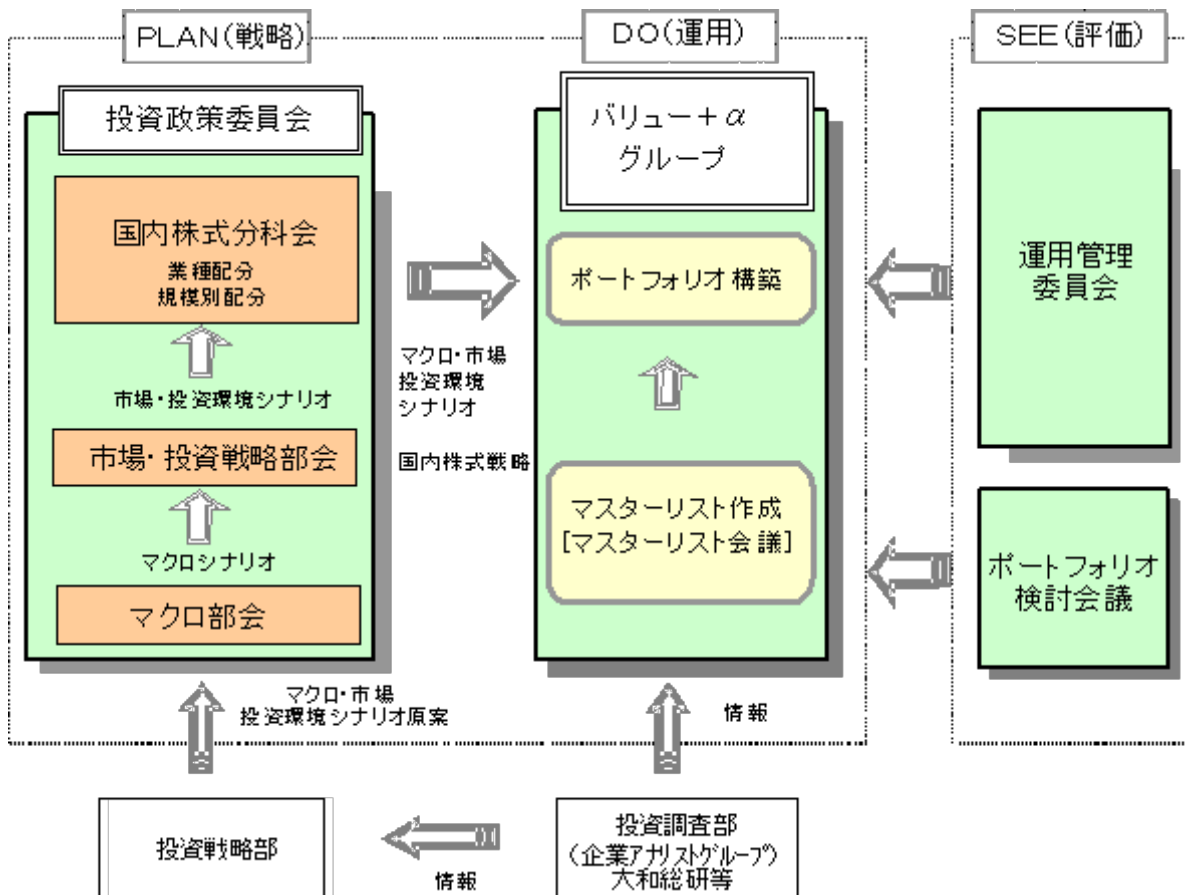 PLAN(戦略)
DO(運用)
SEE(評価)
投資政策委員会
国内株式分科会
業種配分
規模別配分
市場・投資環境シナリオ
市場・投資戦略部会
マクロシナリオ
マクロ部会
マクロ・市場
投資環境
シナリオ
国内株式戦略
バリュー+α
グループ
ポートフォリオ構築
マスターリスト作成
[マスターリスト会議]
運用管理
委員会
ポートフォリオ
検討会議
マクロ・市場
投資環境シナリオ原案
情報
投資戦略部
情報
投資調査部
(企業アナリストグループ)
大和総研等